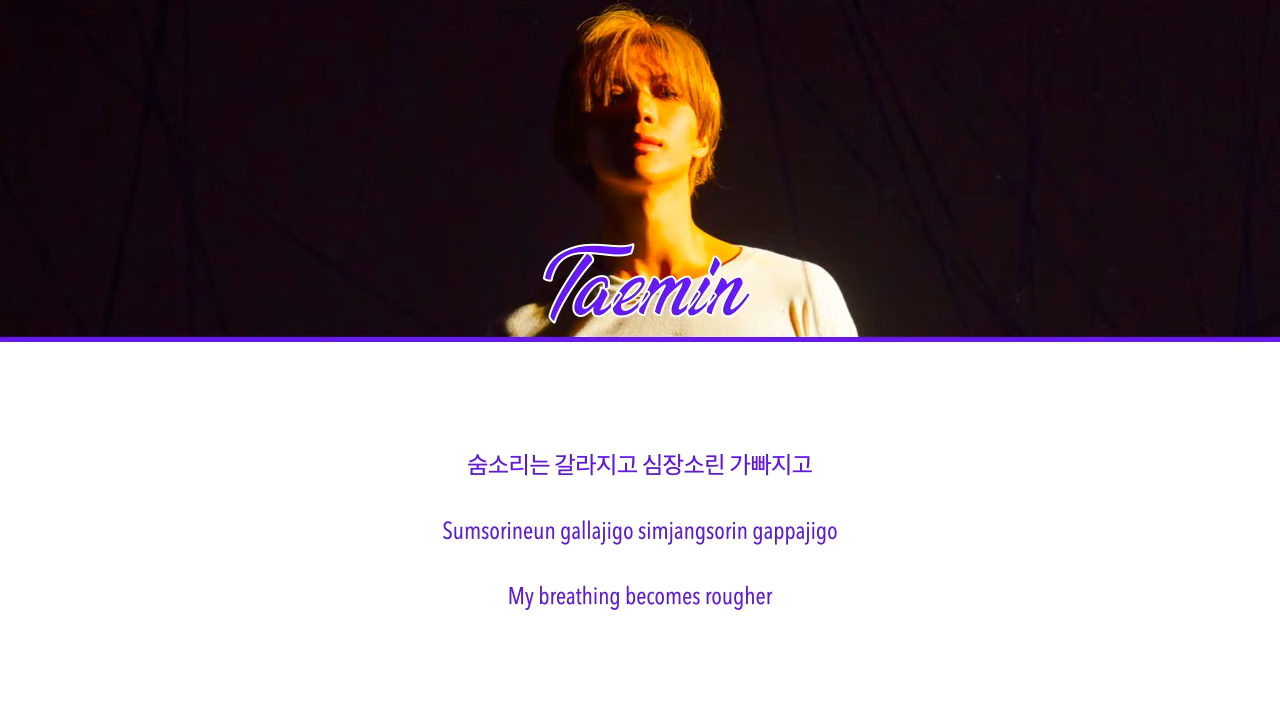 Taemin
숨소리는 갈라지고 심장소린 가빠지고
Sumsorineun gallajigo simjangsorin gappajigo
My breathing becomes rougher